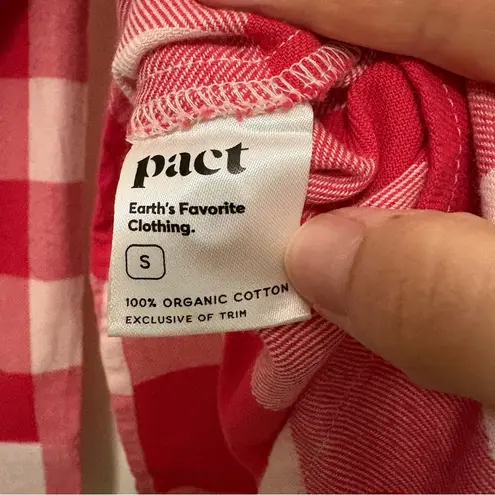 pact
Earth's Favorite
Clothing.
S
100% ORGANIC COTTON
EXCLUSIVE OF TRIM